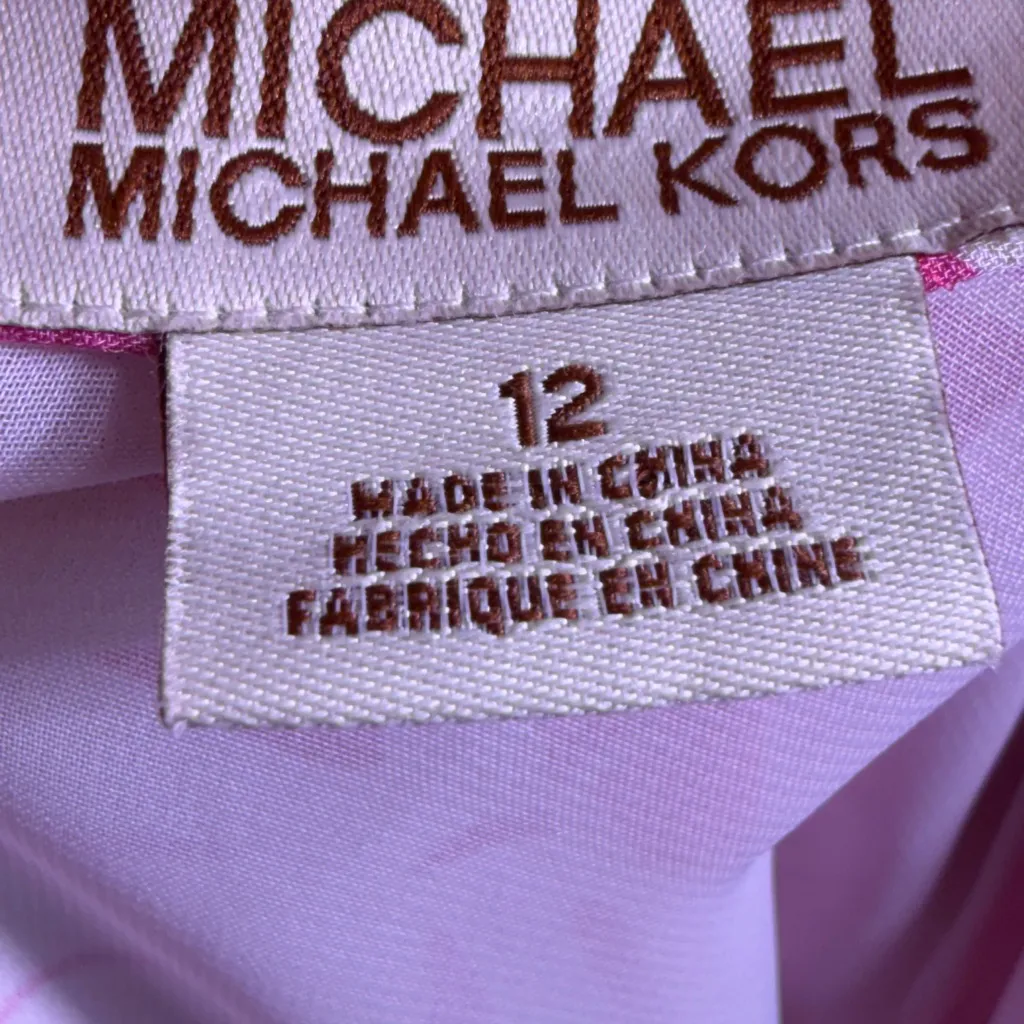 MICHAEL
MICHAEL KORS
12
MADE IN CHINA
HECHO EN CHINA
FABRIQUE EN CHINE